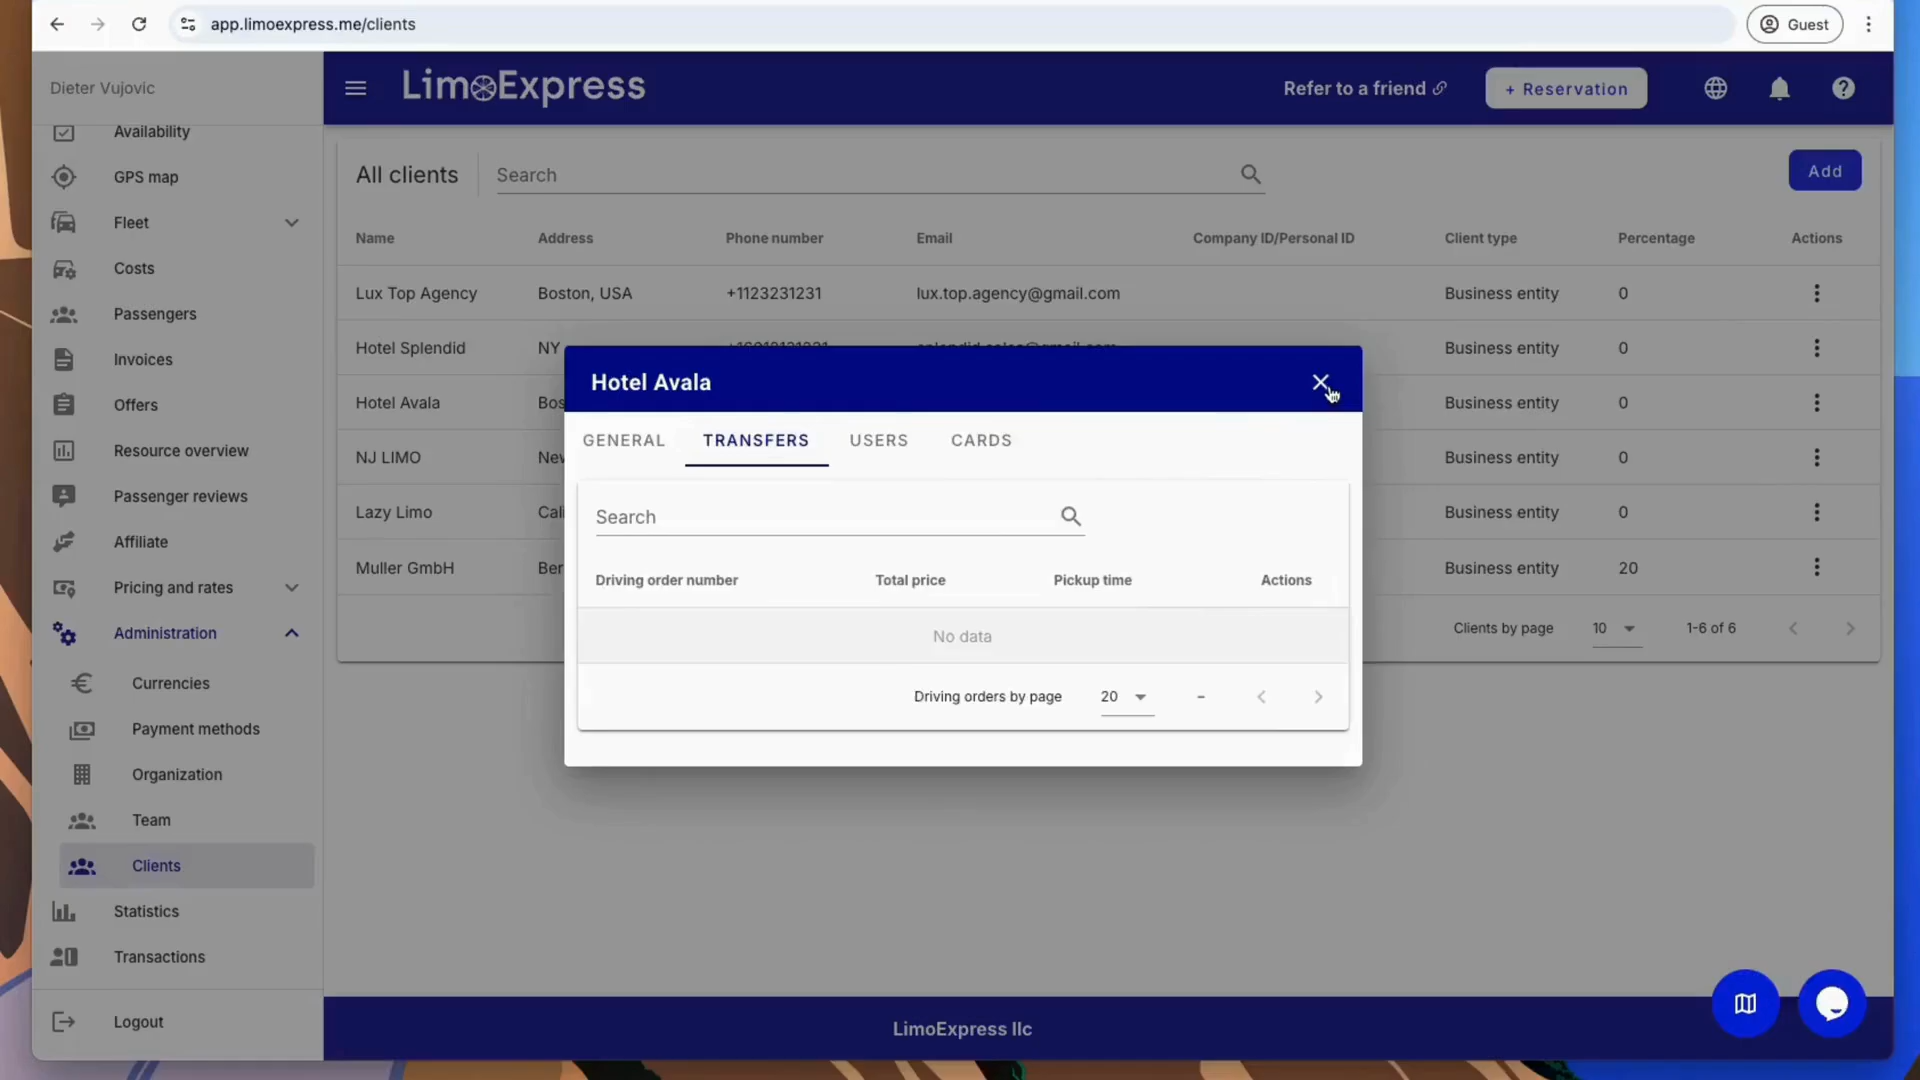 app.limoexpress.me/clients
Guest
Dieter Vujovic
LimoExpress
Refer to a friend
+ Reservation
Availability
GPS map
Fleet
Costs
Passengers
Invoices
Offers
Resource overview
Passenger reviews
Affiliate
Pricing and rates
Administration
Currencies
Payment methods
Organization
Team
Clients
Statistics
Transactions
Logout
All clients
Search
Add
Name Address Phone number Email Company ID/Personal ID Client type Percentage Actions
Lux Top Agency Boston, USA +1123231231 lux.top.agency@gmail.com Business entity 0
Hotel Splendid NY Business entity 0
Hotel Avala Bos Business entity 0
NJ LIMO Nev Business entity 0
Lazy Limo Cali Business entity 0
Muller GmbH Ber Business entity 20
Clients by page 10 1-6 of 6
Hotel Avala
GENERAL TRANSFERS USERS CARDS
Search
Driving order number Total price Pickup time Actions
No data
Driving orders by page 20 –
LimoExpress llc